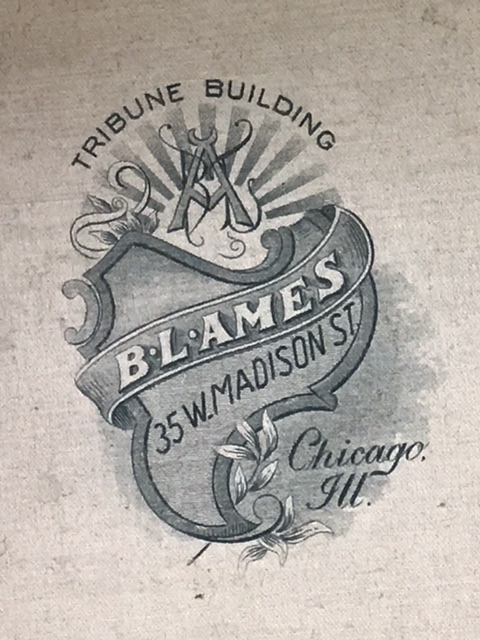 TRIBUNE BUILDING
A
B·L·AMES
35 W. MADISON ST.
Chicago,
Ill.